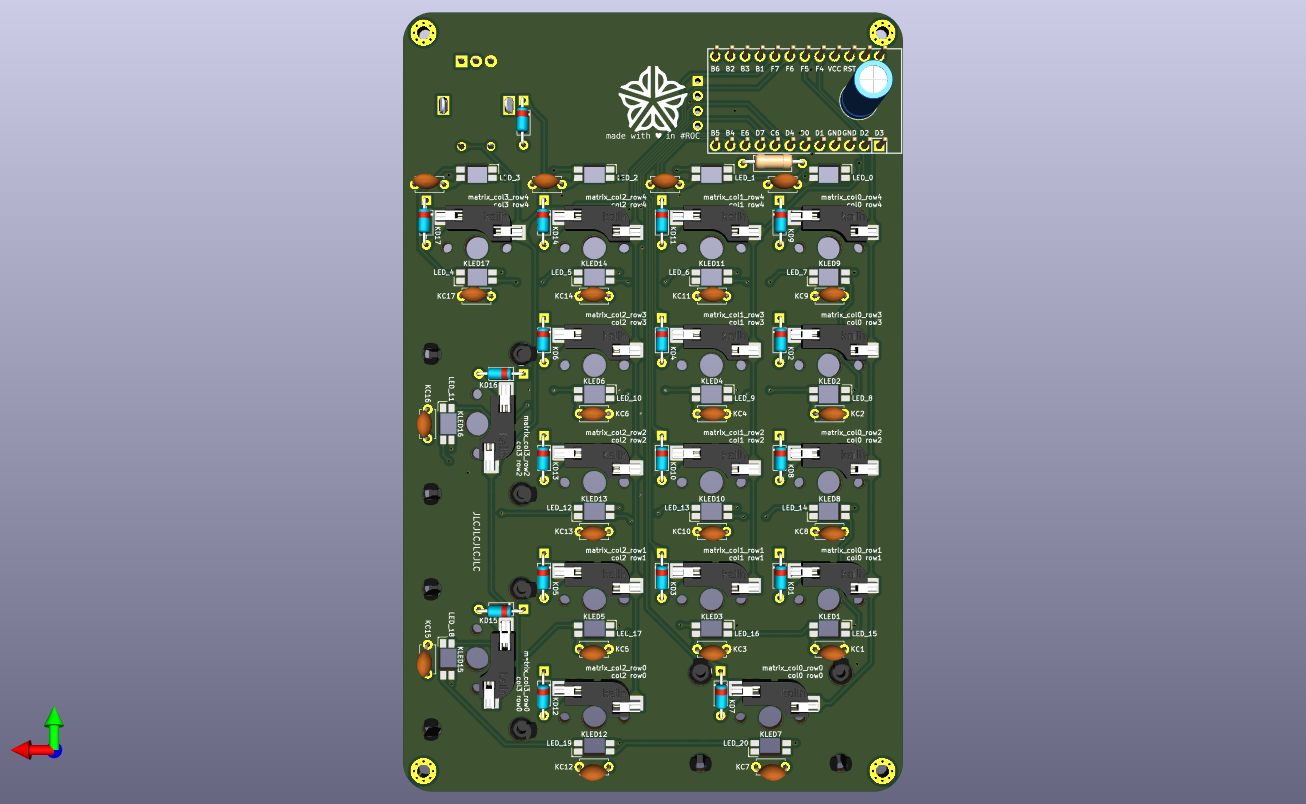 B6 B2 B3 B1 F7 F6 F5 F4 VCC RST
made with ♥ in #ROC
B5 B4 E6 D7 C6 D4 D0 D1 GND GND D2 D3
LED_3
LED_2
LED_1
LED_0
matrix_col3_row4
col3 row4
matrix_col2_row4
col2 row4
matrix_col1_row4
col1 row4
matrix_col0_row4
col0 row4
KD17
KD14
KD11
KD9
KLED17
KLED14
KLED11
KLED9
LED_4
LED_5
LED_6
LED_7
KC17
KC14
KC11
KC9
matrix_col2_row3
col2 row3
matrix_col1_row3
col1 row3
matrix_col0_row3
col0 row3
KD6
KD4
KD2
KD16
KLED6
KLED4
KLED2
LED_10
LED_9
LED_8
KC6
KC4
KC2
KC16
LED_11
KLED16
matrix_col3_row2
col3 row2
matrix_col2_row2
col2 row2
matrix_col1_row2
col1 row2
matrix_col0_row2
col0 row2
KD13
KD10
KD8
KLED13
KLED10
KLED8
LED_12
LED_13
LED_14
KC13
KC10
KC8
JLCJLCJLCJLC
matrix_col2_row1
col2 row1
matrix_col1_row1
col1 row1
matrix_col0_row1
col0 row1
KD5
KD3
KD1
KD15
KLED5
KLED3
KLED1
LED_17
LED_16
LED_15
KC5
KC3
KC1
KC15
LED_18
KLED15
matrix_col3_row0
col3 row0
matrix_col2_row0
col2 row0
matrix_col0_row0
col0 row0
KD12
KD7
KLED12
KLED7
LED_19
LED_20
KC12
KC7